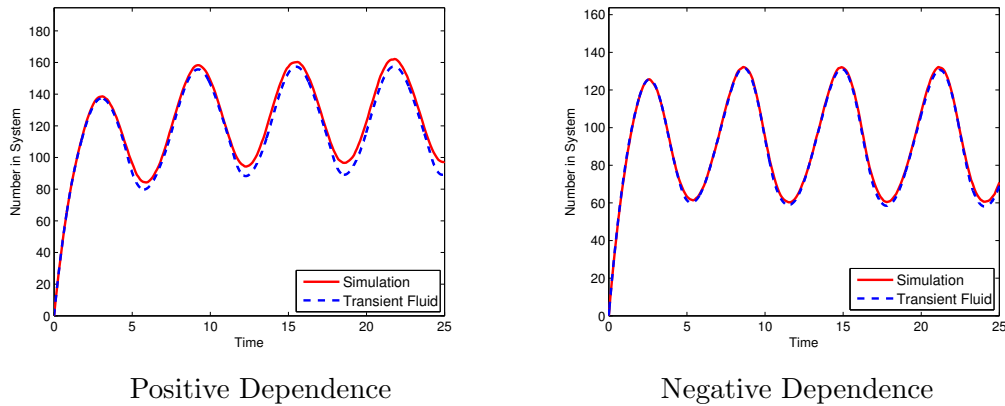 180
160
140
120
100
80
60
40
20
0
Number in System
0 5 10 15 20 25
Time
Simulation
Transient Fluid
Positive Dependence
160
140
120
100
80
60
40
20
0
Number in System
0 5 10 15 20 25
Time
Simulation
Transient Fluid
Negative Dependence